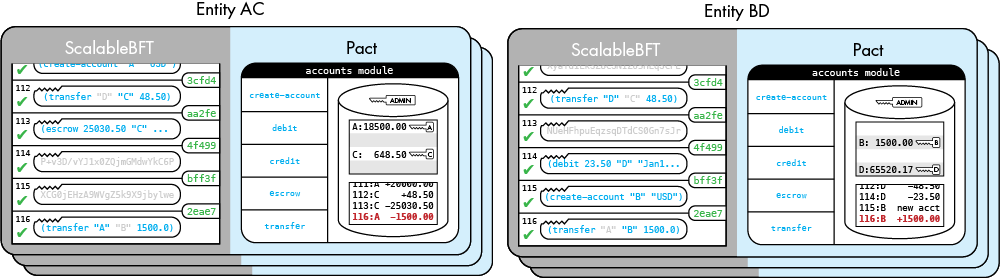 Entity AC
ScalableBFT
(create-account "A" "USD")
3cfd4
112
(transfer "D" "C" 48.50)
aa2fe
113
(escrow 25030.50 "C" ...
4f499
114
P+v3D/vYJ1x0ZQjmGMdwYkC6P
bff3f
115
XCG0jEHzA9WVgZ5k9X9jbylwe
2eae7
116
(transfer "A" "B" 1500.0)
Pact
accounts module
create-account
debit
credit
escrow
transfer
ADMIN
A:18500.00 A
C: 648.50 C
111:A +20000.00
112:C +48.50
113:C -25030.50
116:A -1500.00
Entity BD
ScalableBFT
3cfd4
112
(transfer "D" "C" 48.50)
aa2fe
113
NUeHFhpuEqzsqDTdCS0Gn7sJr
4f499
114
(debit 23.50 "D" "Jan1...
bff3f
115
(create-account "B" "USD")
2eae7
116
(transfer "A" "B" 1500.0)
Pact
accounts module
create-account
debit
credit
escrow
transfer
ADMIN
B: 1500.00 B
D:65520.17 D
112:D -48.50
114:D -23.50
115:B new acct
116:B +1500.00